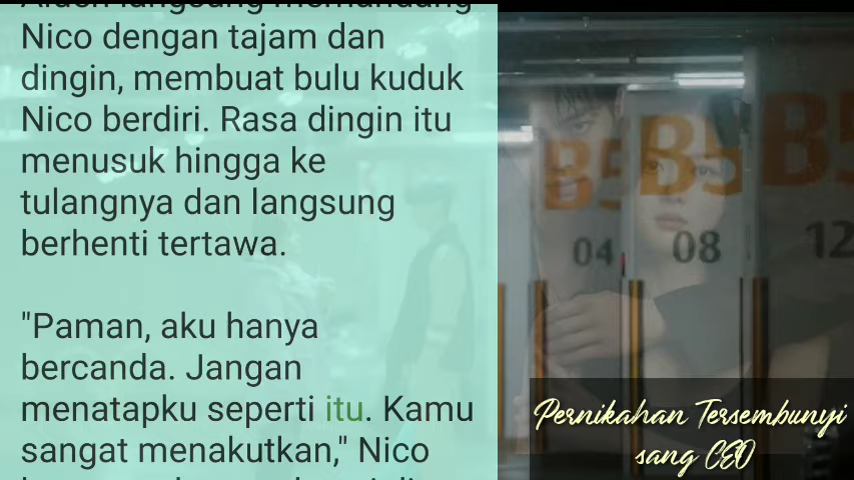 Nico dengan tajam dan
dingin, membuat bulu kuduk
Nico berdiri. Rasa dingin itu
menusuk hingga ke
tulangnya dan langsung
berhenti tertawa.
"Paman, aku hanya
bercanda. Jangan
menatapku seperti itu. Kamu
sangat menakutkan," Nico
B5 B5 B5
04 08 12
Pernikahan Tersembunyi
sang CEO